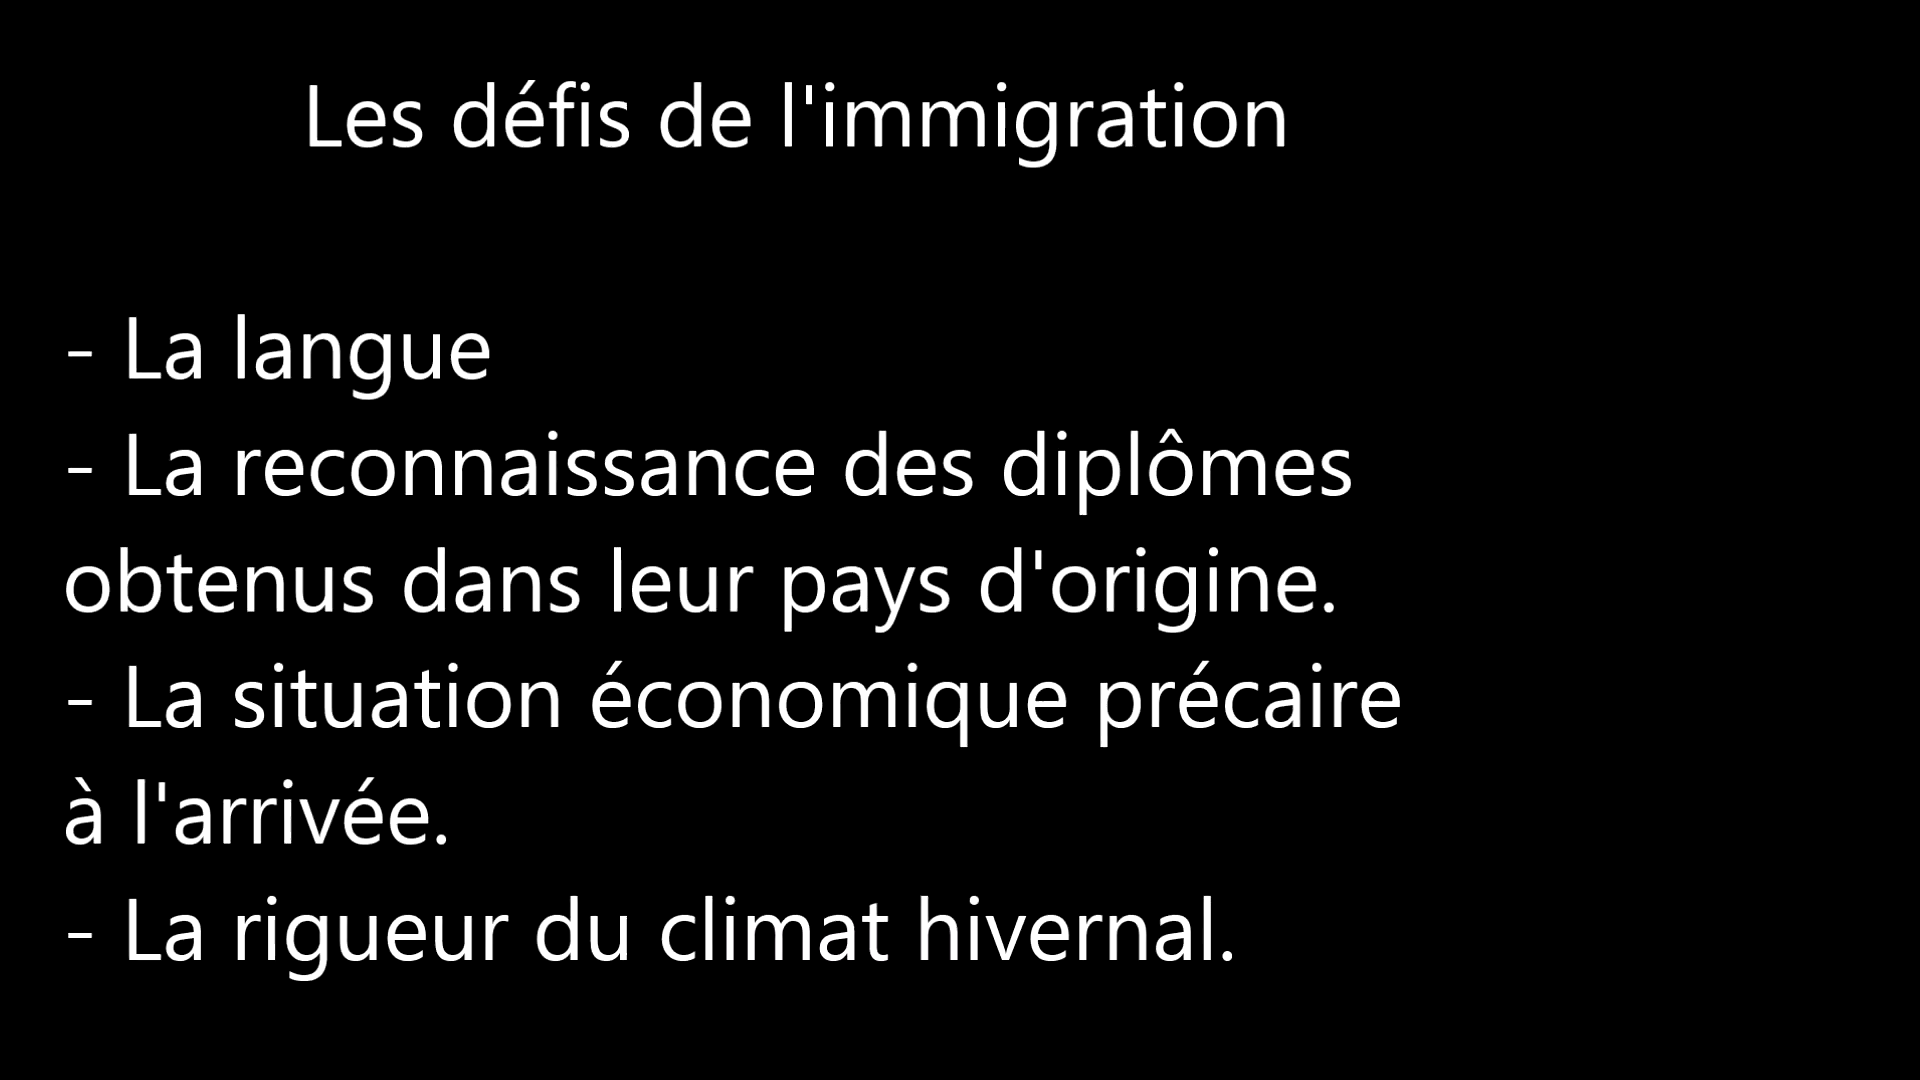 Les défis de l'immigration
- La langue
- La reconnaissance des diplômes
obtenus dans leur pays d'origine.
- La situation économique précaire
à l'arrivée.
- La rigueur du climat hivernal.